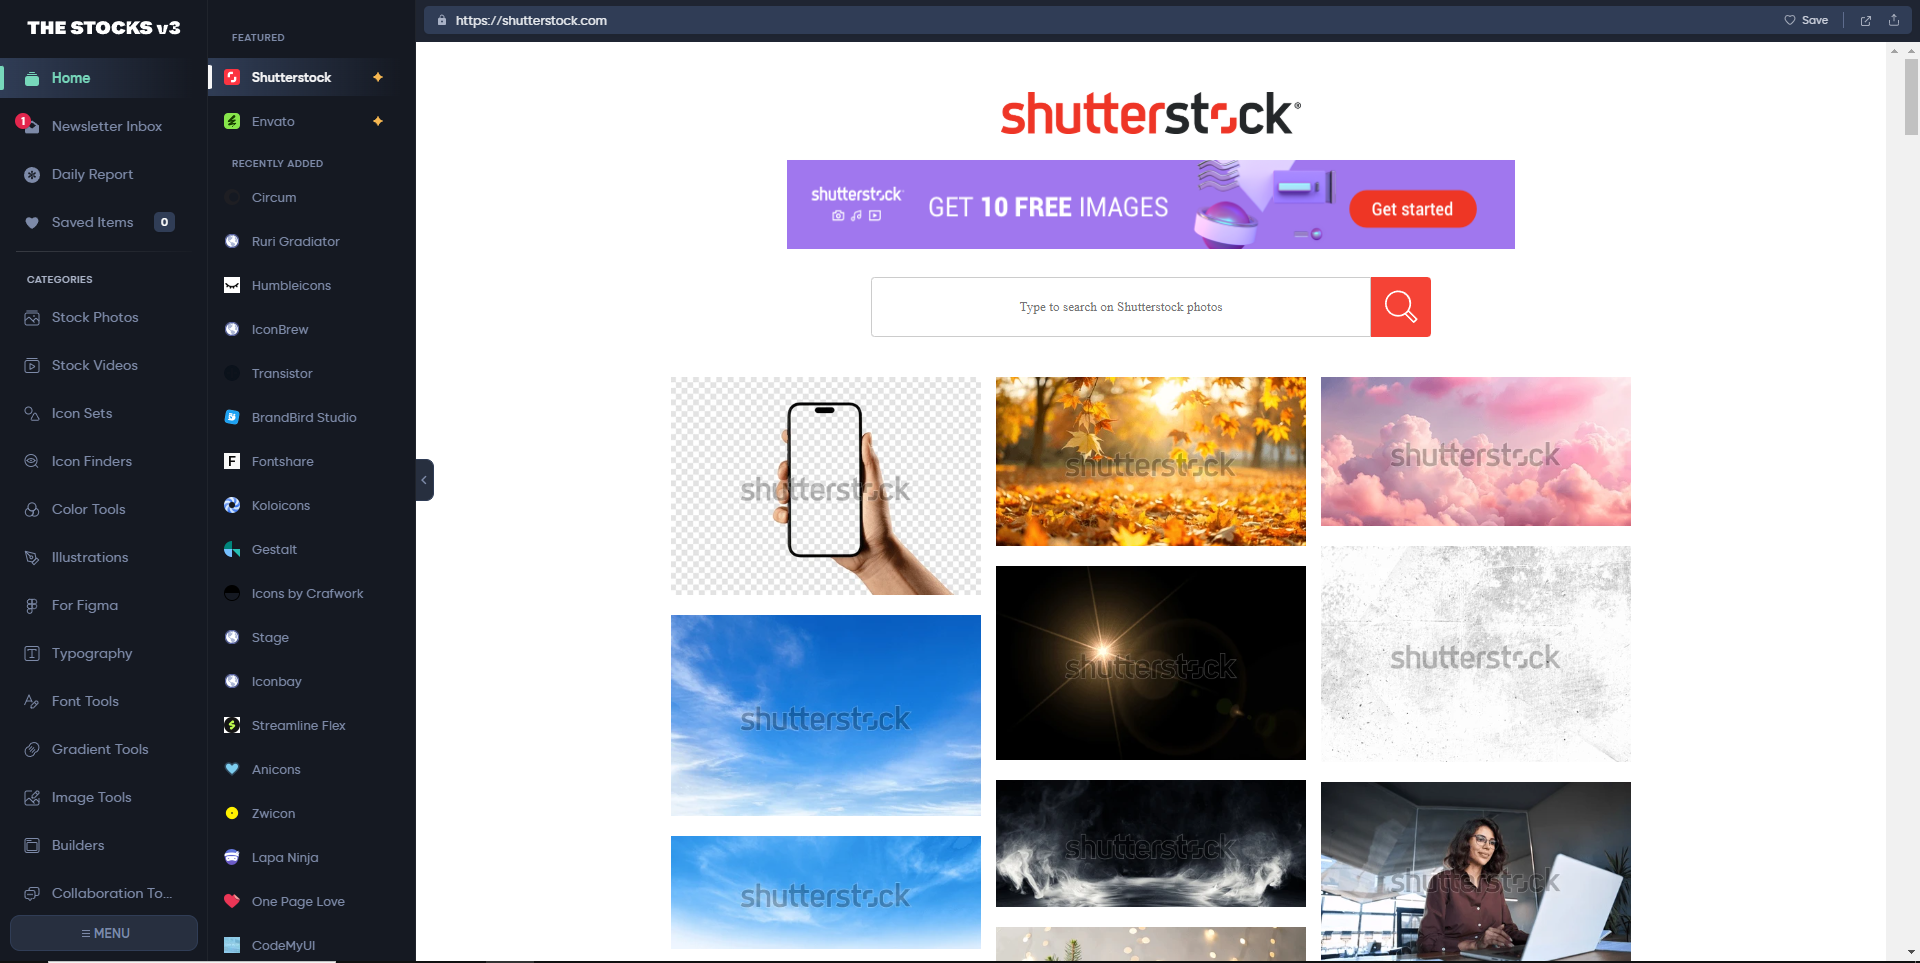 THE STOCKS v3
Home
1
Newsletter Inbox
Daily Report
Saved Items
0
CATEGORIES
Stock Photos
Stock Videos
Icon Sets
Icon Finders
Color Tools
Illustrations
For Figma
Typography
Font Tools
Gradient Tools
Image Tools
Builders
Collaboration To...
≡ MENU
FEATURED
Shutterstock
Envato
RECENTLY ADDED
Circum
Ruri Gradiator
Humbleicons
IconBrew
Transistor
BrandBird Studio
F
Fontshare
Koloicons
Gestalt
Icons by Crafwork
Stage
Iconbay
Streamline Flex
Anicons
Zwicon
Lapa Ninja
One Page Love
CodeMyUI
https://shutterstock.com
Save
shutterstock®
shutterstock
GET 10 FREE IMAGES
Get started
Type to search on Shutterstock photos
shutterstock
shutterstock
shutterstock
shutterstock
shutterstock
shutterstock
shutterstock
shutterstock
shutterstock